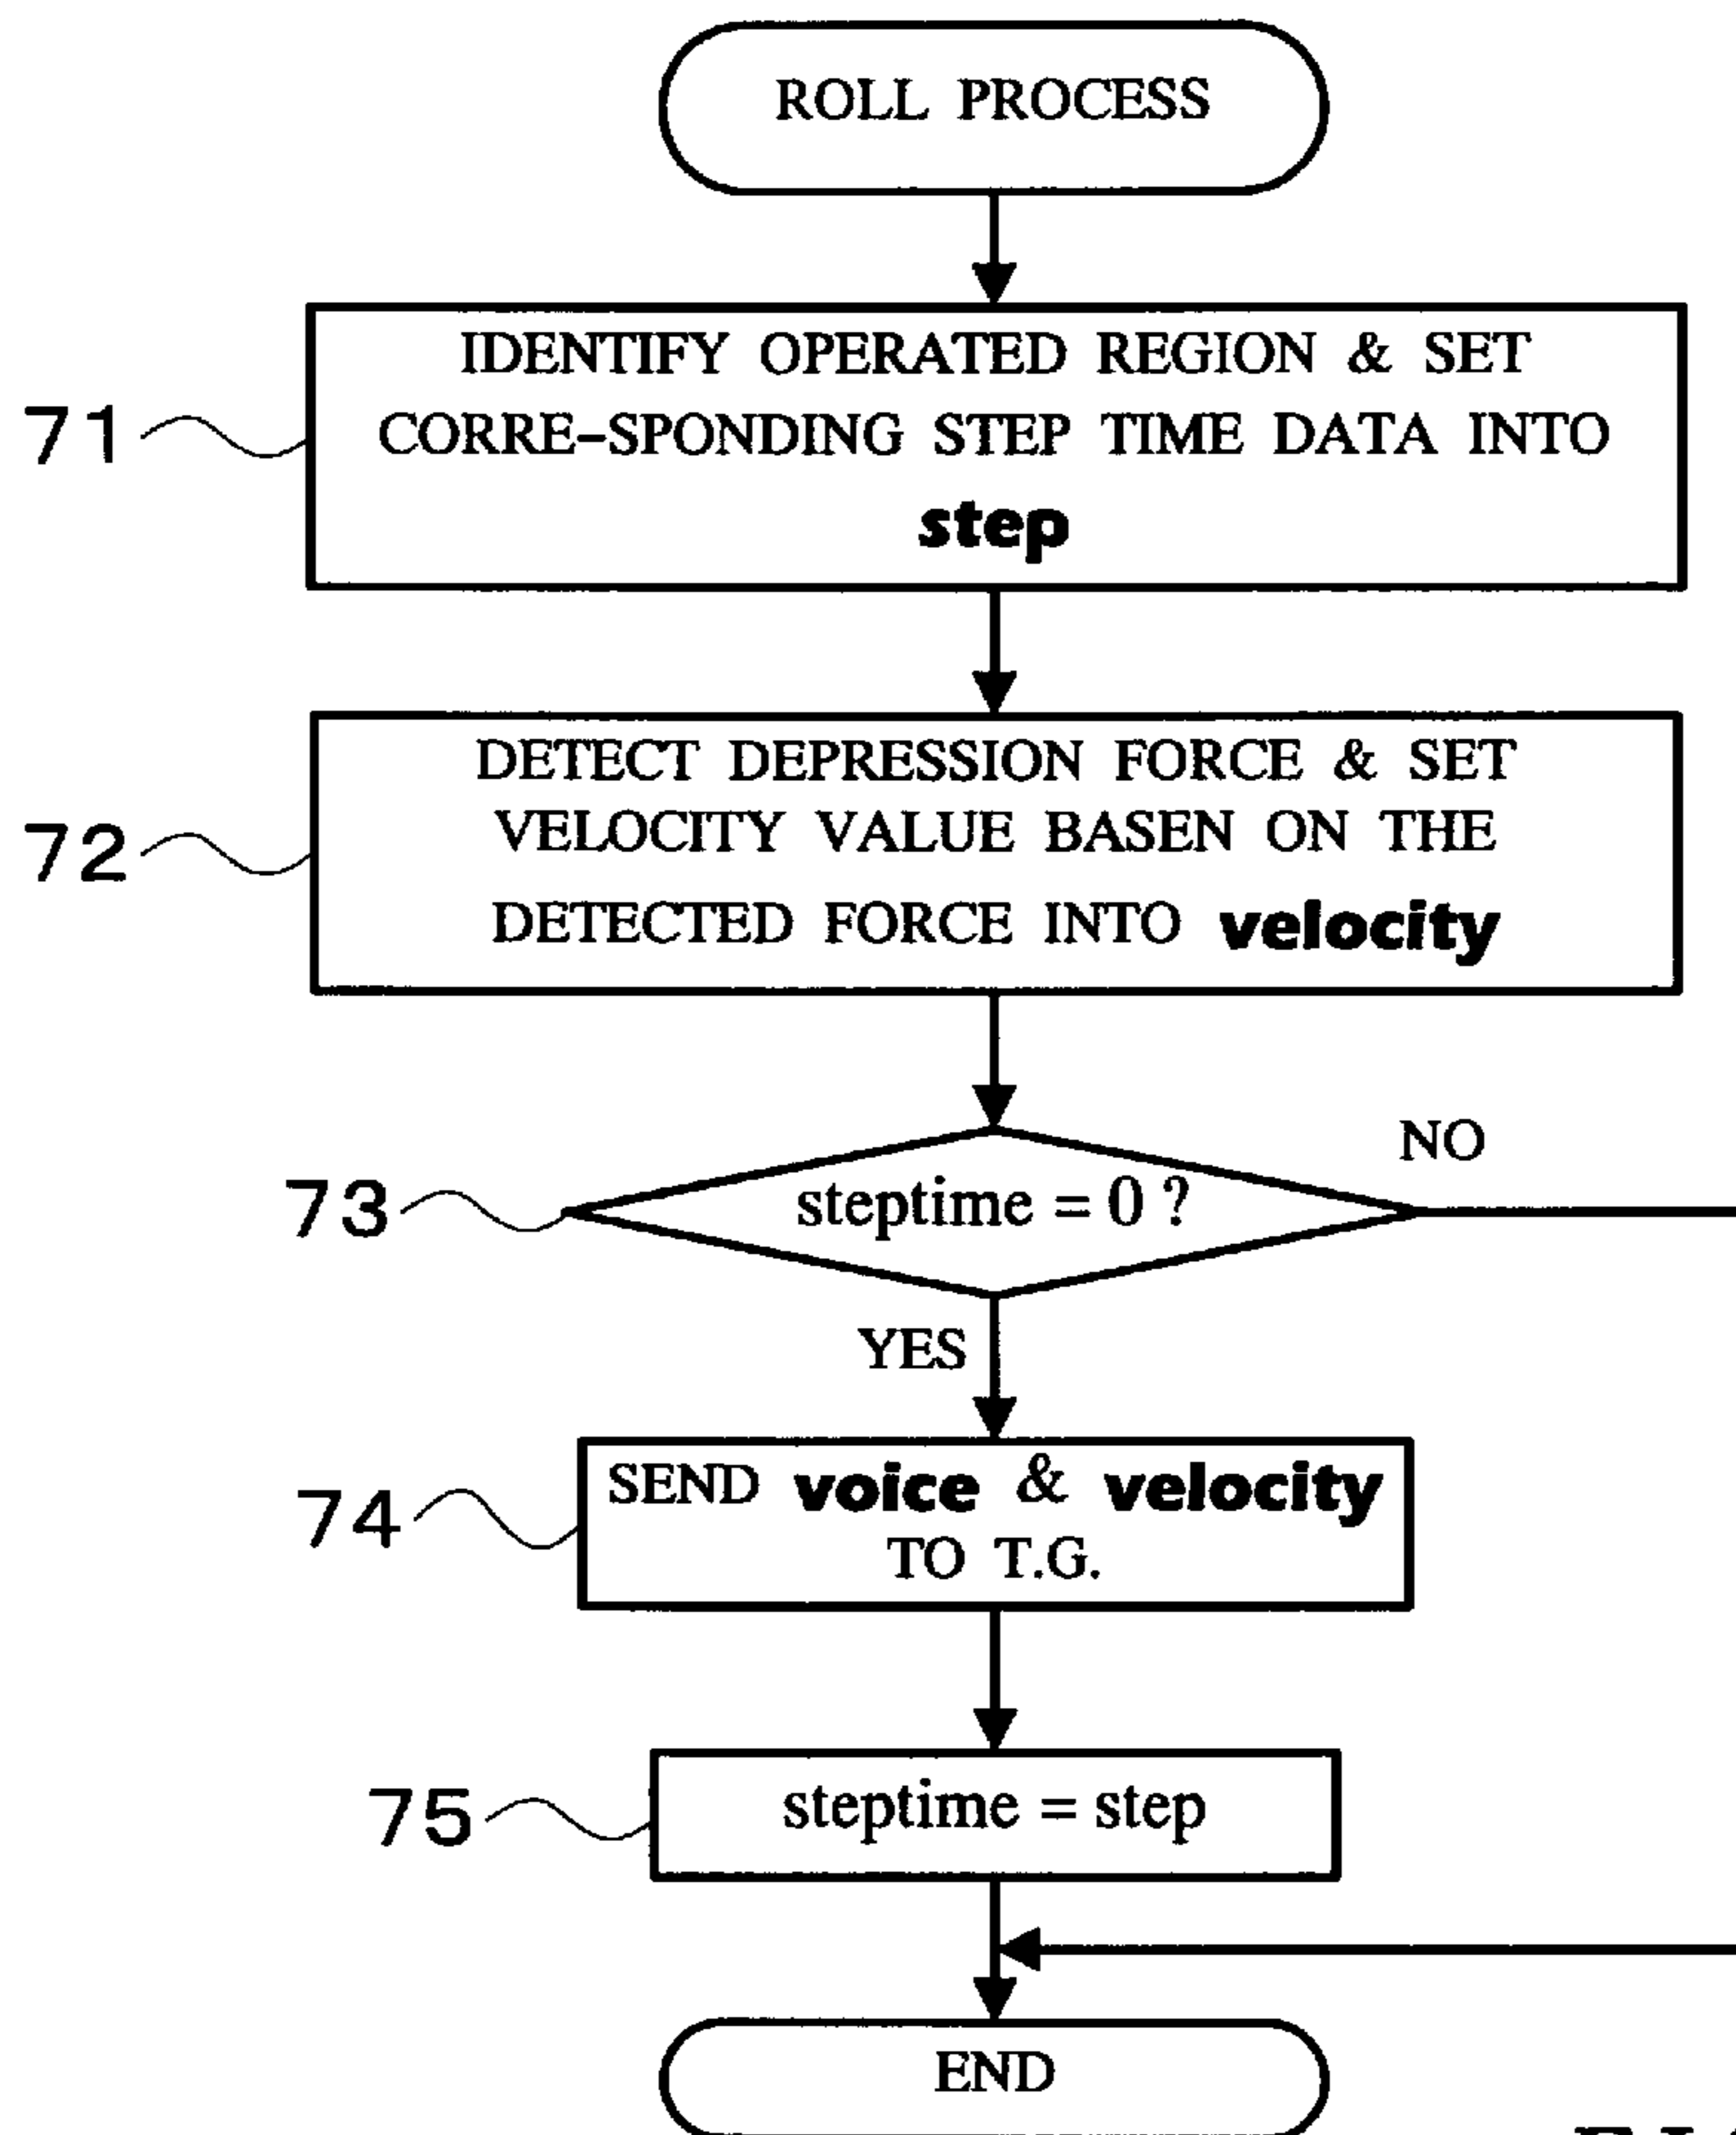 ROLL PROCESS
IDENTIFY OPERATED REGION & SET
CORRE-SPONDING STEP TIME DATA INTO
step
71
DETECT DEPRESSION FORCE & SET
VELOCITY VALUE BASEN ON THE
DETECTED FORCE INTO velocity
72
NO
steptime = 0 ?
73
YES
SEND voice & velocity
TO T.G.
74
steptime = step
75
END